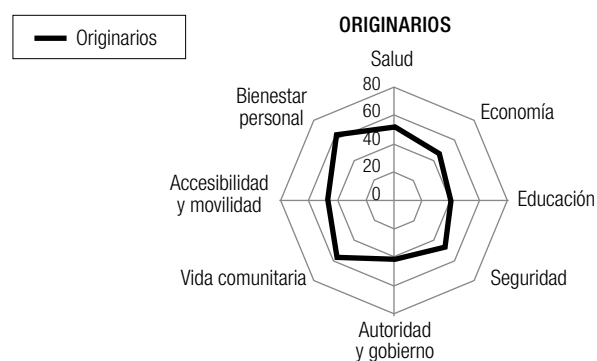 Originarios
ORIGINARIOS
Salud
80
60
40
20
0
Economía
Educación
Seguridad
Autoridad
y gobierno
Vida comunitaria
Accesibilidad
y movilidad
Bienestar
personal